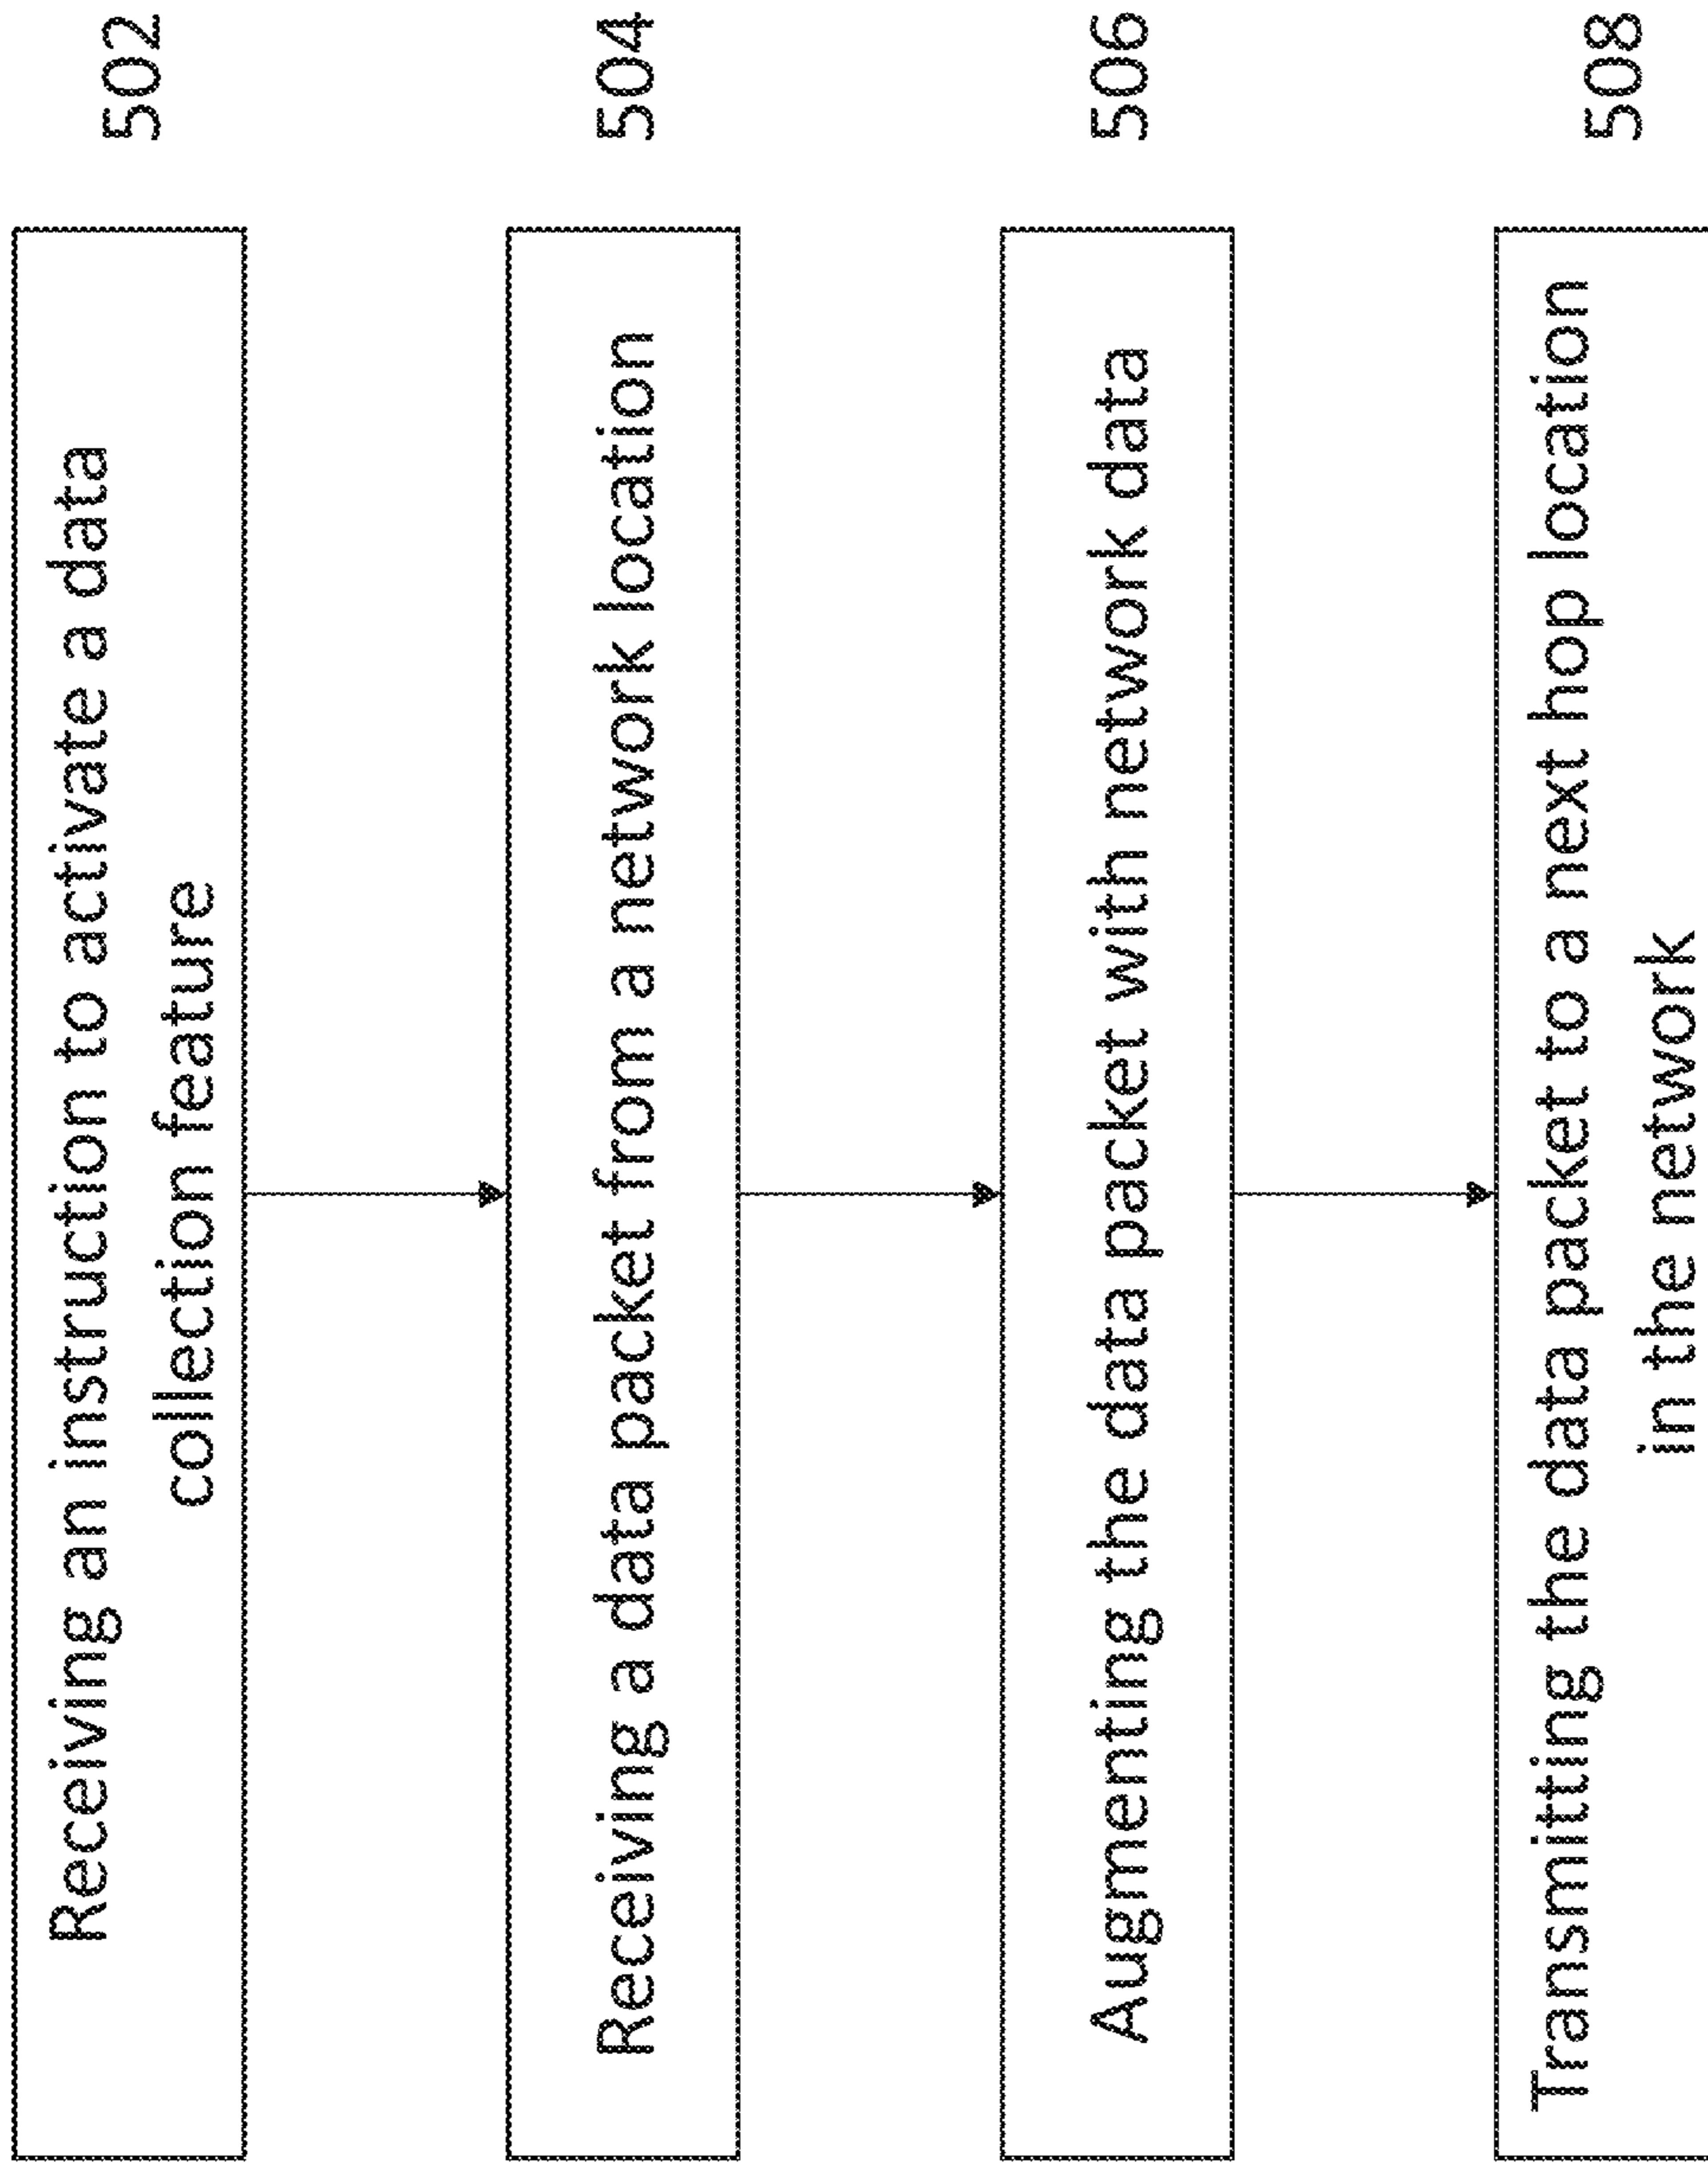 Receiving an instruction to activate a data
collection feature
502
Receiving a data packet from a network location
504
Augmenting the data packet with network data
506
Transmitting the data packet to a next hop location
in the network
508